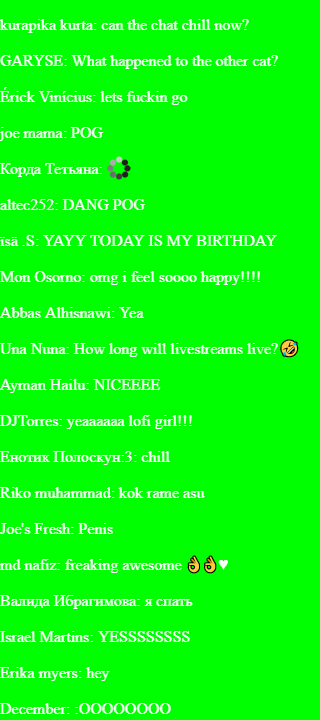 kurapika kurta: can the chat chill now?
GARYSE: What happened to the other cat?
Érick Vinícius: lets fuckin go
joe mama: POG
Корда Тетьяна:
altec252: DANG POG
ïsä .S: YAYY TODAY IS MY BIRTHDAY
Mon Osorno: omg i feel soooo happy!!!!
Abbas Alhisnawi: Yea
Una Nuna: How long will livestreams live?🤣
Ayman Hailu: NICEEEE
DJTorres: yeaaaaaa lofi girl!!!
Енотик Полоскун:3: chill
Riko muhammad: kok rame asu
Joe's Fresh: Penis
md nafiz: freaking awesome 👌👌♥
Валида Ибрагимова: я спать
Israel Martins: YESSSSSSSS
Erika myers: hey
December: :OOOOOOOO